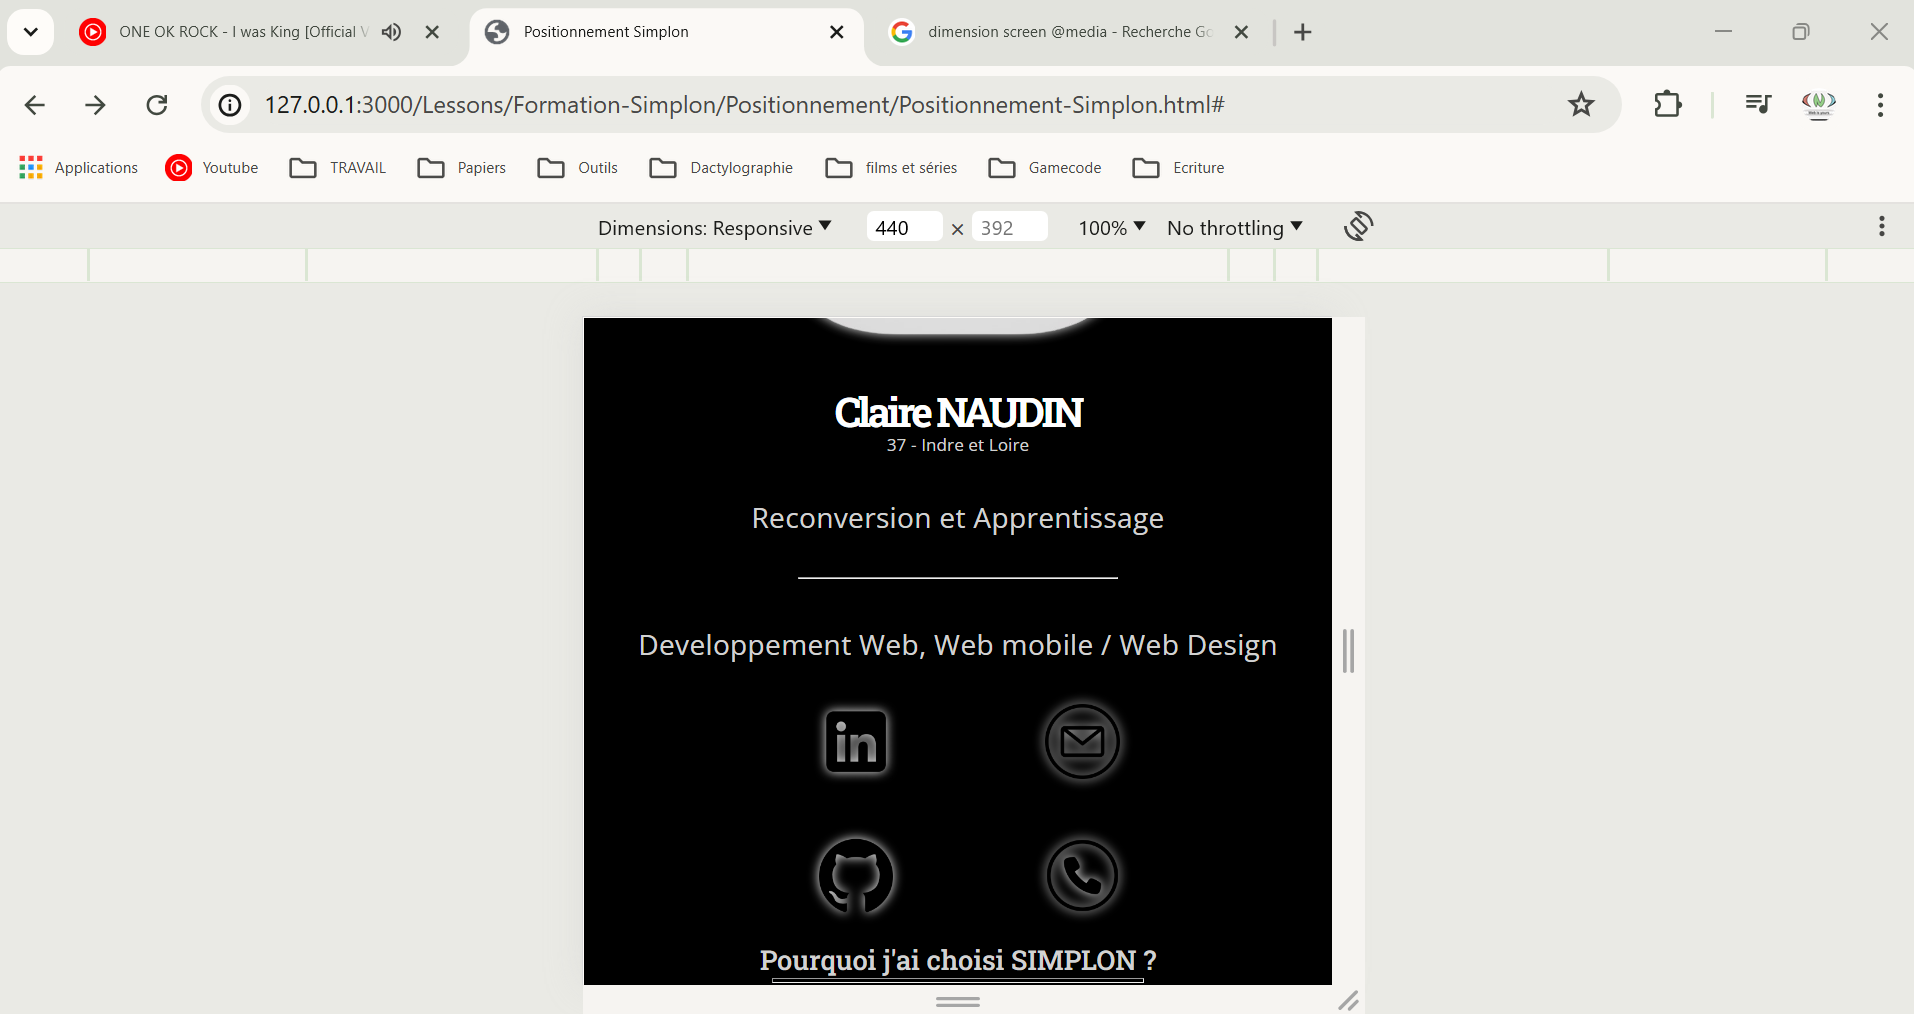 ONE OK ROCK - I was King [Official V
Positionnement Simplon
dimension screen @media - Recherche Go
127.0.0.1:3000/Lessons/Formation-Simplon/Positionnement/Positionnement-Simplon.html#
Applications
Youtube
TRAVAIL
Papiers
Outils
Dactylographie
films et séries
Gamecode
Ecriture
Dimensions: Responsive
440
×
392
100%
No throttling
Claire NAUDIN
37 - Indre et Loire
Reconversion et Apprentissage
Developpement Web, Web mobile / Web Design
in
Pourquoi j'ai choisi SIMPLON ?